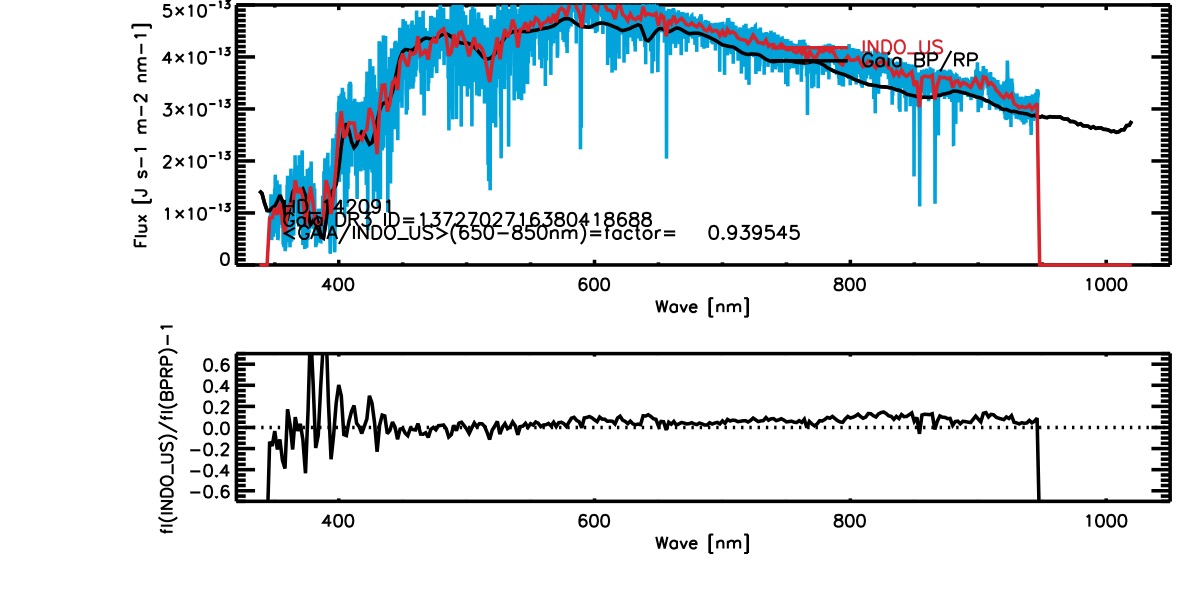 5×10−13
4×10−13
3×10−13
2×10−13
1×10−13
0
Flux [J s−1 m−2 nm−1]
INDO_US
Gaia BP/RP
HD 142091
Gaia DR3 ID=1372702716380418688
<GAIA/INDO_US>(650−850nm)=factor= 0.939545
400 600 800 1000
Wave [nm]
fl(INDO_US)/fl(BPRP)−1
0.6
0.4
0.2
0.0
−0.2
−0.4
−0.6
400 600 800 1000
Wave [nm]